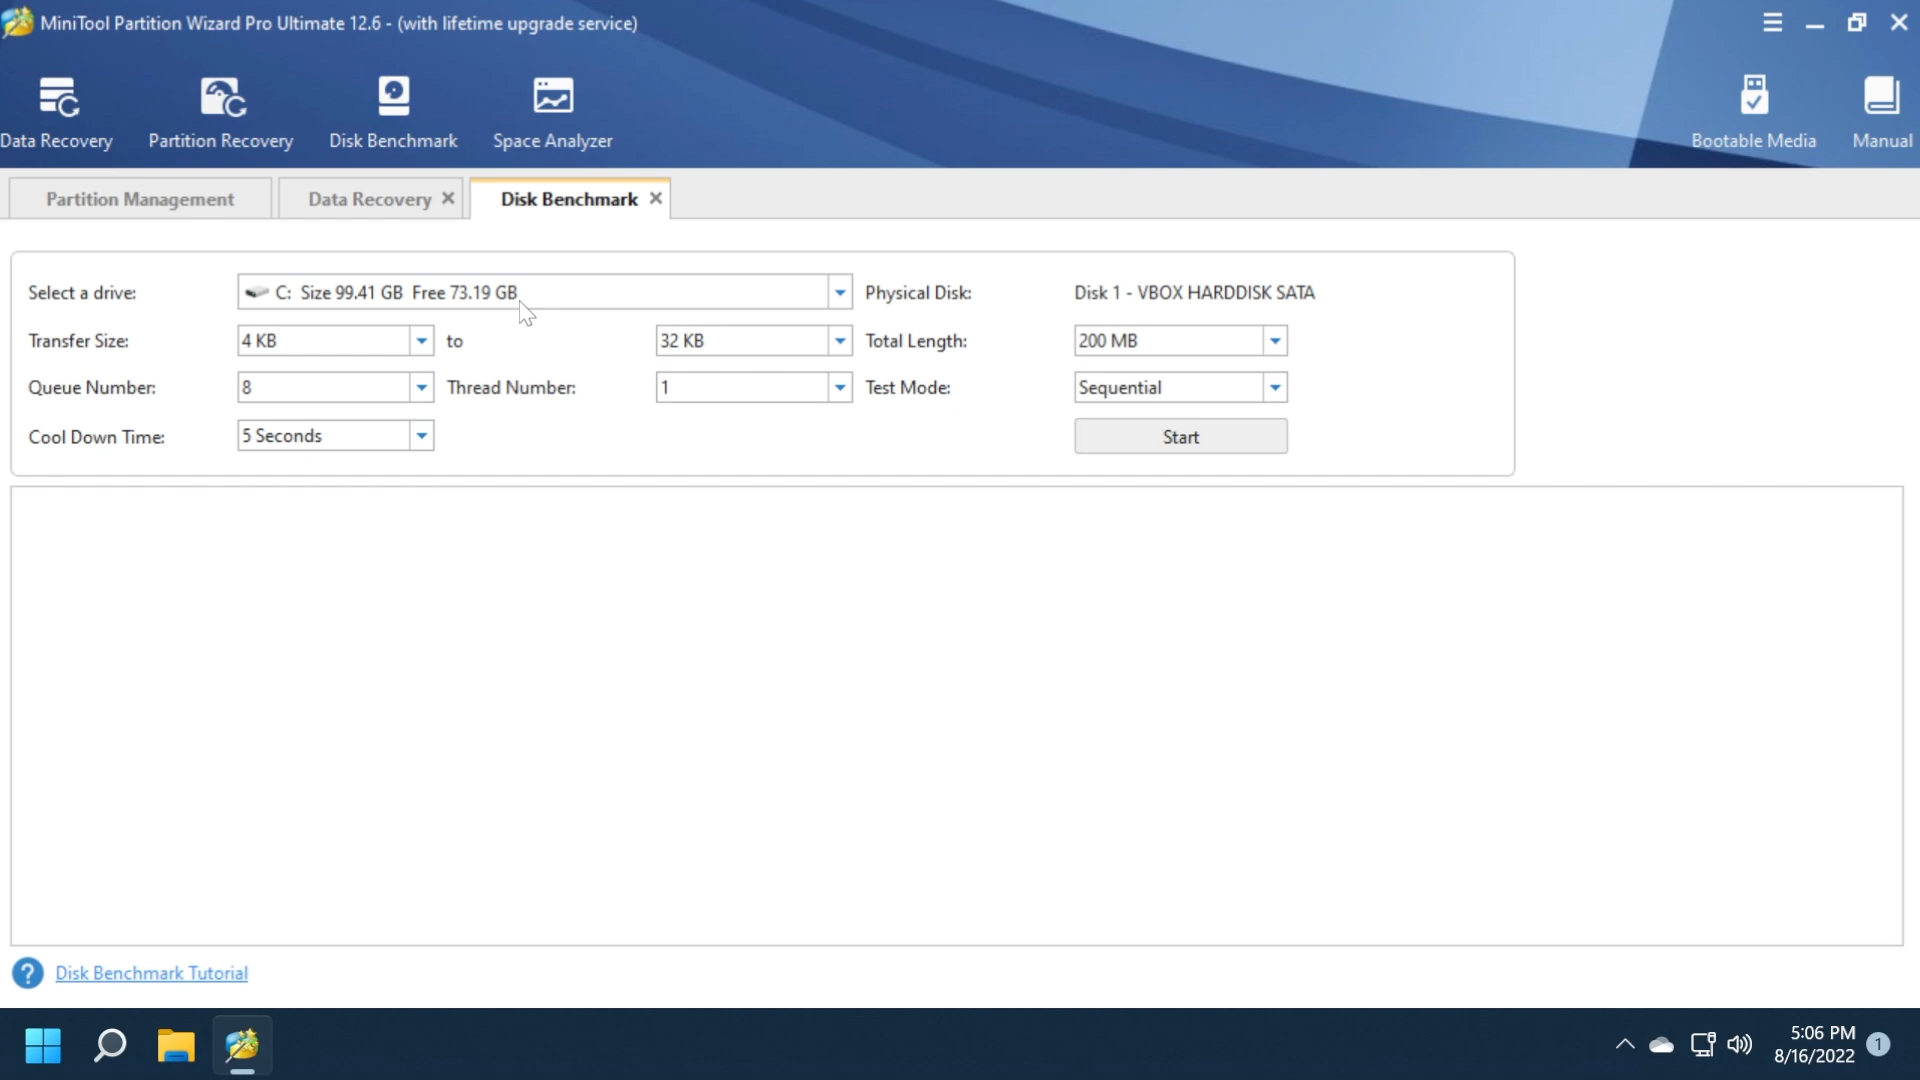 MiniTool Partition Wizard Pro Ultimate 12.6 - (with lifetime upgrade service)
Data Recovery Partition Recovery Disk Benchmark Space Analyzer Bootable Media Manual
Partition Management Data Recovery Disk Benchmark
Select a drive: C: Size 99.41 GB Free 73.19 GB Physical Disk: Disk 1 - VBOX HARDDISK SATA
Transfer Size: 4 KB to 32 KB Total Length: 200 MB
Queue Number: 8 Thread Number: 1 Test Mode: Sequential
Cool Down Time: 5 Seconds Start
? Disk Benchmark Tutorial
5:06 PM
8/16/2022 1